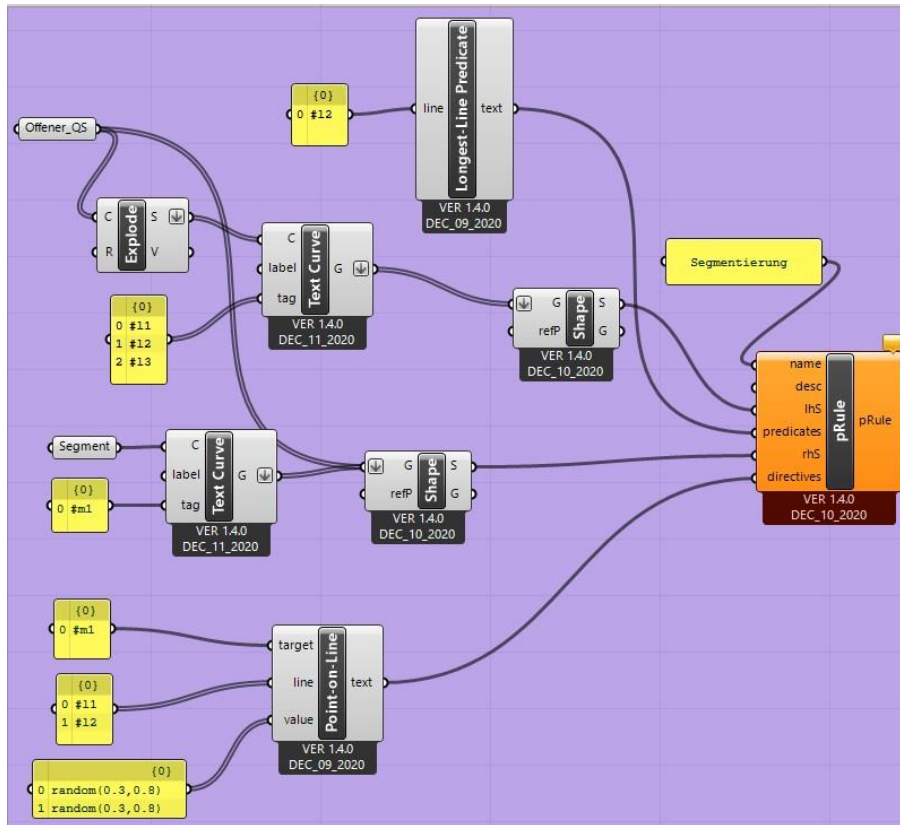 {0}
0 #l2
line
text
Longest-Line Predicate
VER 1.4.0
DEC_09_2020
Offener_QS
C
S
R
V
Explode
C
label
tag
G
Text Curve
VER 1.4.0
DEC_11_2020
{0}
0 #l1
1 #l2
2 #l3
G
S
refP
G
Shape
VER 1.4.0
DEC_10_2020
Segmentierung
name
desc
lhS
predicates
rhS
directives
pRule
pRule
VER 1.4.0
DEC_10_2020
Segment
C
label
tag
G
Text Curve
VER 1.4.0
DEC_11_2020
{0}
0 #m1
G
S
refP
G
Shape
VER 1.4.0
DEC_10_2020
{0}
0 #m1
{0}
0 #l1
1 #l2
{0}
0 random(0.3,0.8)
1 random(0.3,0.8)
target
line
value
text
Point-on-Line
VER 1.4.0
DEC_09_2020